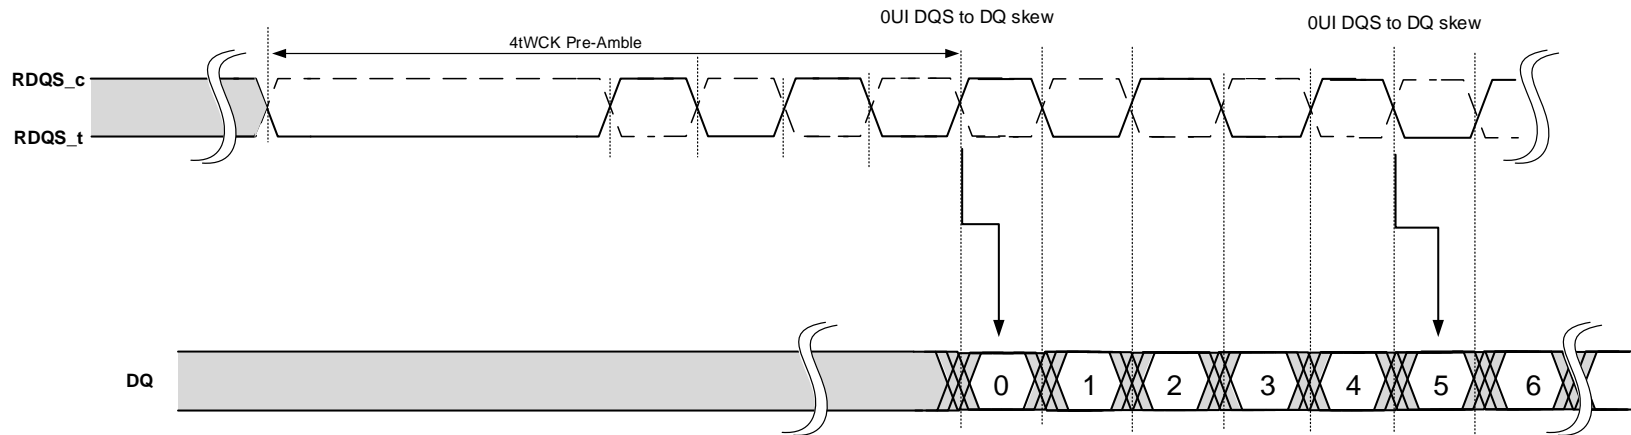 0UI DQS to DQ skew
0UI DQS to DQ skew
4tWCK Pre-Amble
RDQS_c
RDQS_t
DQ
0 1 2 3 4 5 6